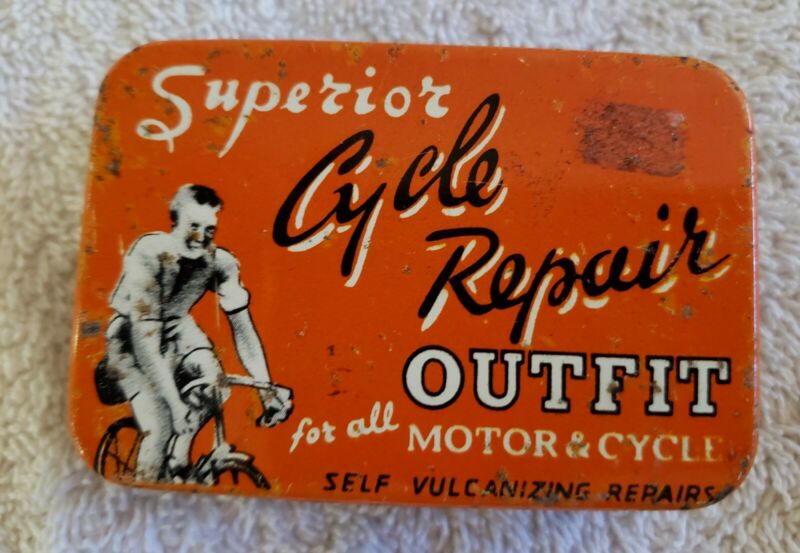 Superior
Cycle
Repair
OUTFIT
for all MOTOR & CYCLE
SELF VULCANIZING REPAIRS